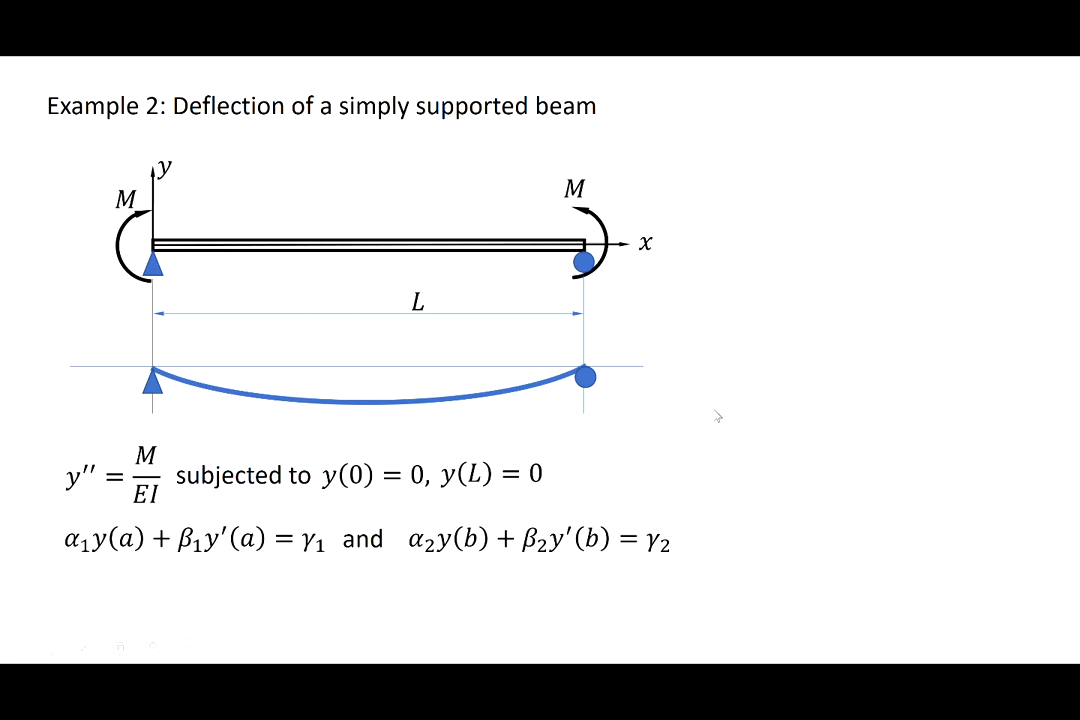 Example 2: Deflection of a simply supported beam
y
M
M
x
L
y′′ = M/EI subjected to y(0) = 0, y(L) = 0
α₁y(a) + β₁y′(a) = γ₁ and α₂y(b) + β₂y′(b) = γ₂